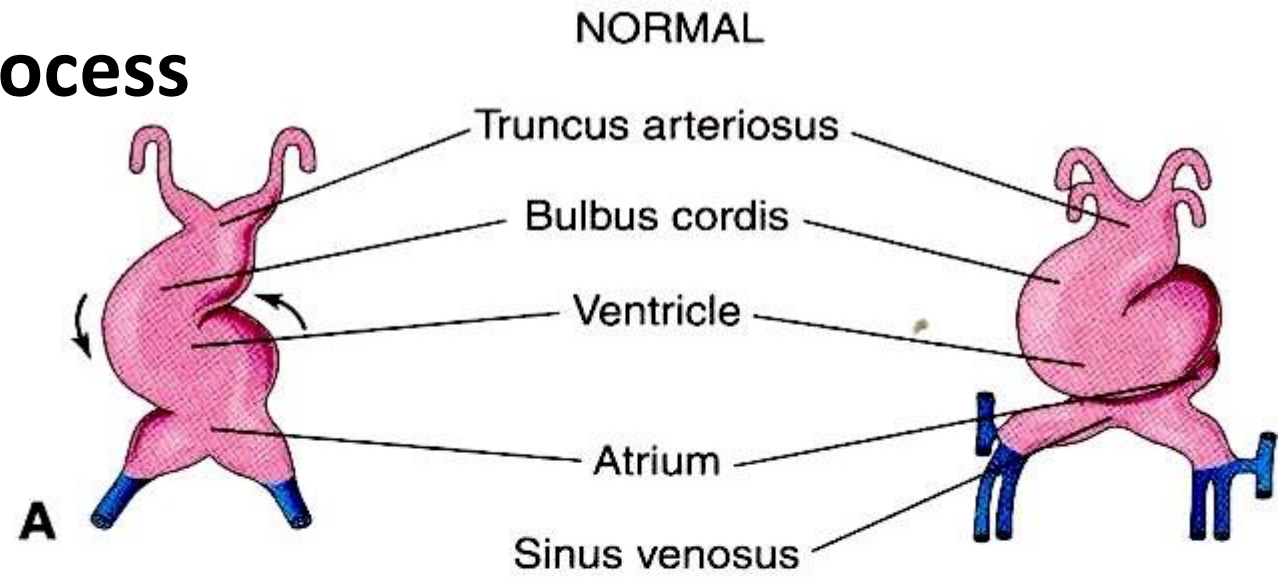 NORMAL
ocess
Truncus arteriosus
Bulbus cordis
Ventricle
Atrium
A
Sinus venosus